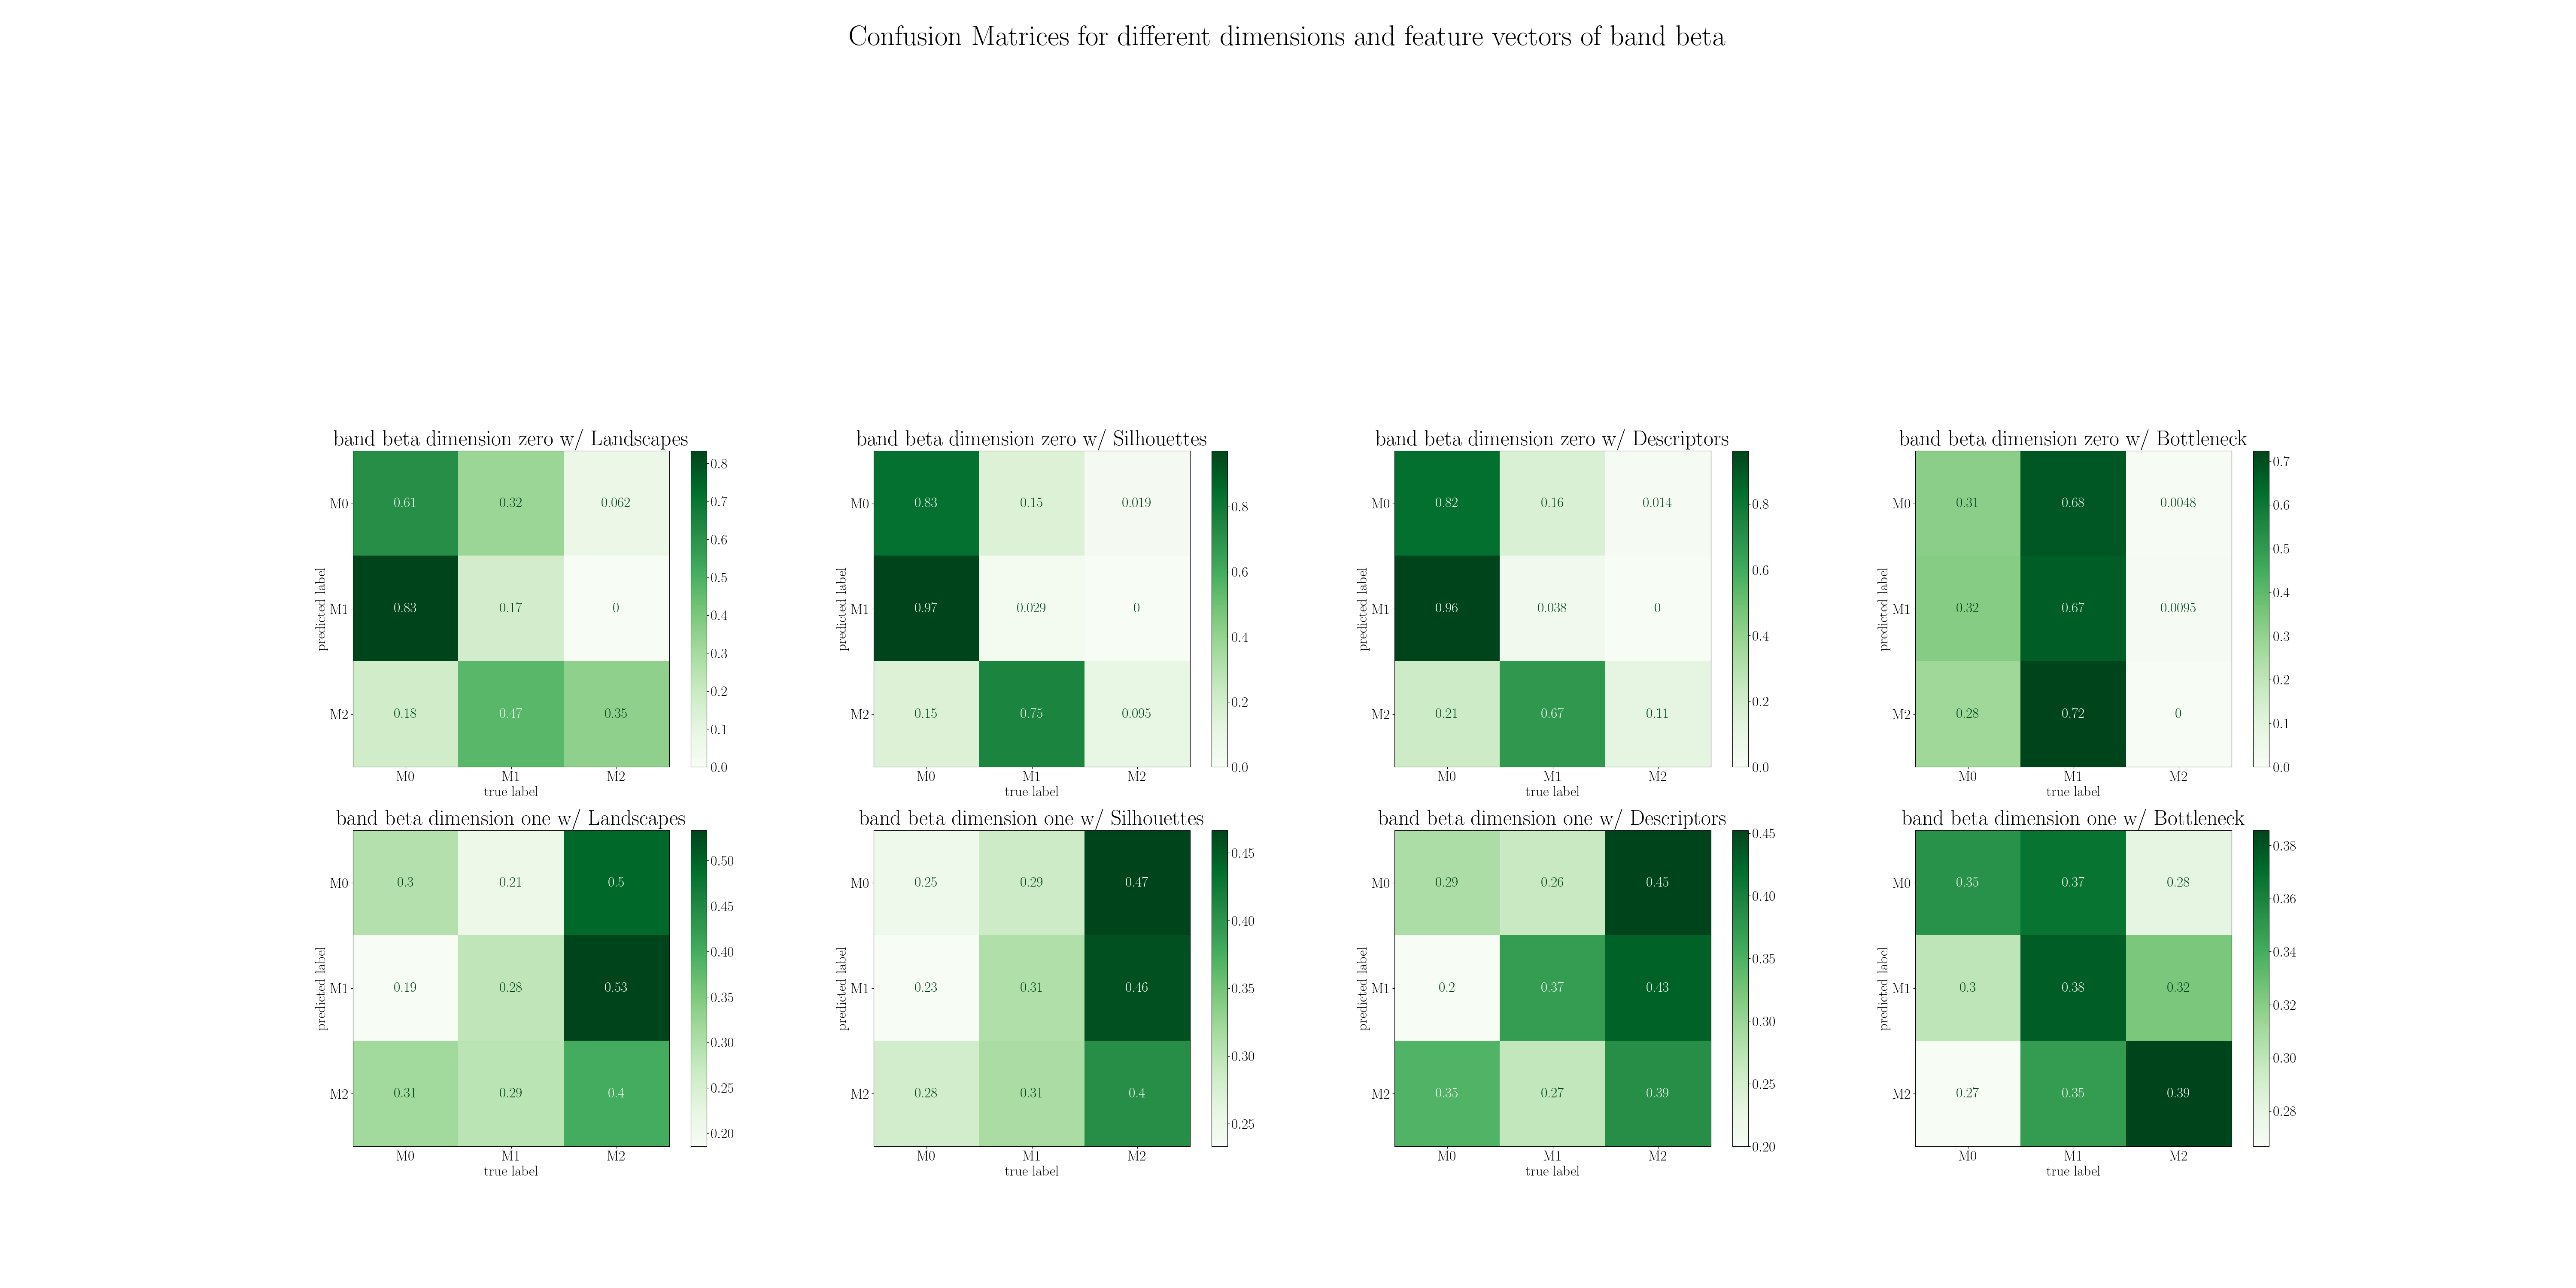 Confusion Matrices for different dimensions and feature vectors of band beta
band beta dimension zero w/ Landscapes
predicted label
M0 0.61 0.32 0.062
M1 0.83 0.17 0
M2 0.18 0.47 0.35
M0 M1 M2
true label
0.8
0.7
0.6
0.5
0.4
0.3
0.2
0.1
0.0
band beta dimension zero w/ Silhouettes
predicted label
M0 0.83 0.15 0.019
M1 0.97 0.029 0
M2 0.15 0.75 0.095
M0 M1 M2
true label
0.8
0.6
0.4
0.2
0.0
band beta dimension zero w/ Descriptors
predicted label
M0 0.82 0.16 0.014
M1 0.96 0.038 0
M2 0.21 0.67 0.11
M0 M1 M2
true label
0.8
0.6
0.4
0.2
0.0
band beta dimension zero w/ Bottleneck
predicted label
M0 0.31 0.68 0.0048
M1 0.32 0.67 0.0095
M2 0.28 0.72 0
M0 M1 M2
true label
0.7
0.6
0.5
0.4
0.3
0.2
0.1
0.0
band beta dimension one w/ Landscapes
predicted label
M0 0.3 0.21 0.5
M1 0.19 0.28 0.53
M2 0.31 0.29 0.4
M0 M1 M2
true label
0.50
0.45
0.40
0.35
0.30
0.25
0.20
band beta dimension one w/ Silhouettes
predicted label
M0 0.25 0.29 0.47
M1 0.23 0.31 0.46
M2 0.28 0.31 0.4
M0 M1 M2
true label
0.45
0.40
0.35
0.30
0.25
band beta dimension one w/ Descriptors
predicted label
M0 0.29 0.26 0.45
M1 0.2 0.37 0.43
M2 0.35 0.27 0.39
M0 M1 M2
true label
0.45
0.40
0.35
0.30
0.25
0.20
band beta dimension one w/ Bottleneck
predicted label
M0 0.35 0.37 0.28
M1 0.3 0.38 0.32
M2 0.27 0.35 0.39
M0 M1 M2
true label
0.38
0.36
0.34
0.32
0.30
0.28